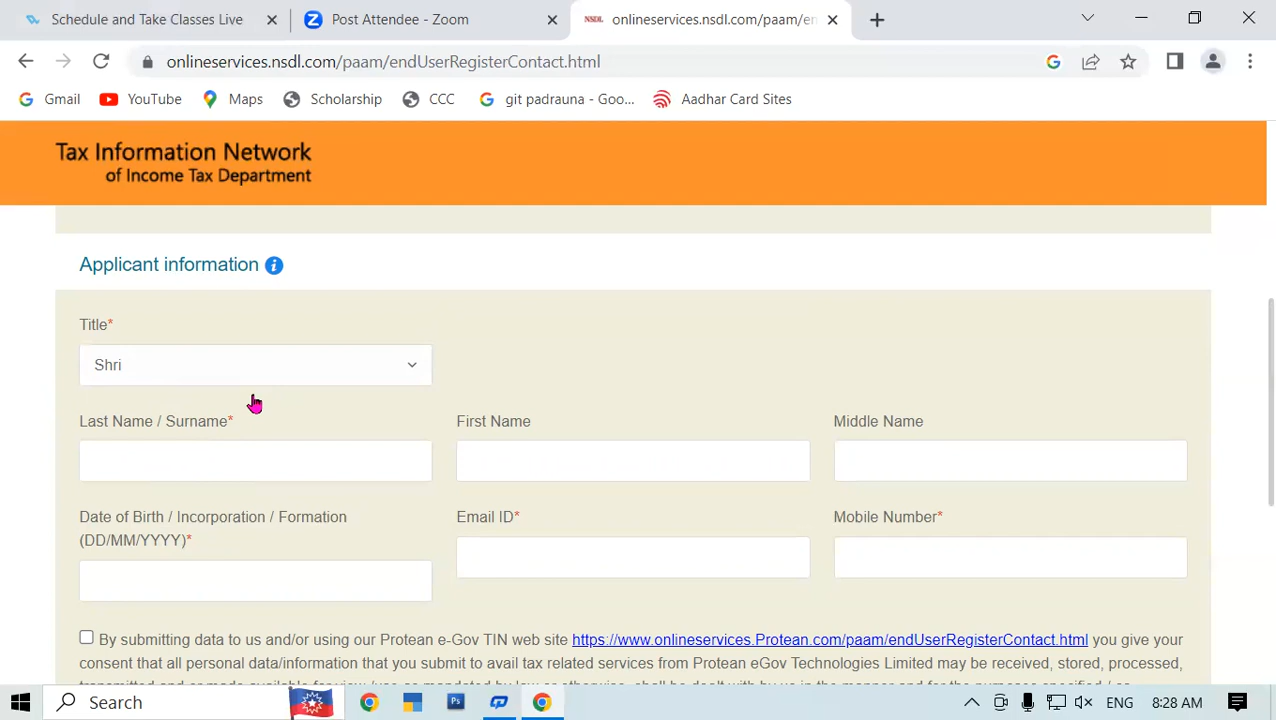 Schedule and Take Classes Live
Post Attendee - Zoom
NSDL onlineservices.nsdl.com/paam/en
onlineservices.nsdl.com/paam/endUserRegisterContact.html
Gmail YouTube Maps Scholarship CCC git padrauna - Goo... Aadhar Card Sites
Tax Information Network
of Income Tax Department
Applicant information
Title*
Shri
Last Name / Surname* First Name Middle Name
Date of Birth / Incorporation / Formation Email ID* Mobile Number*
(DD/MM/YYYY)*
By submitting data to us and/or using our Protean e-Gov TIN web site https://www.onlineservices.Protean.com/paam/endUserRegisterContact.html you give your
consent that all personal data/information that you submit to avail tax related services from Protean eGov Technologies Limited may be received, stored, processed,
Search ENG 8:28 AM